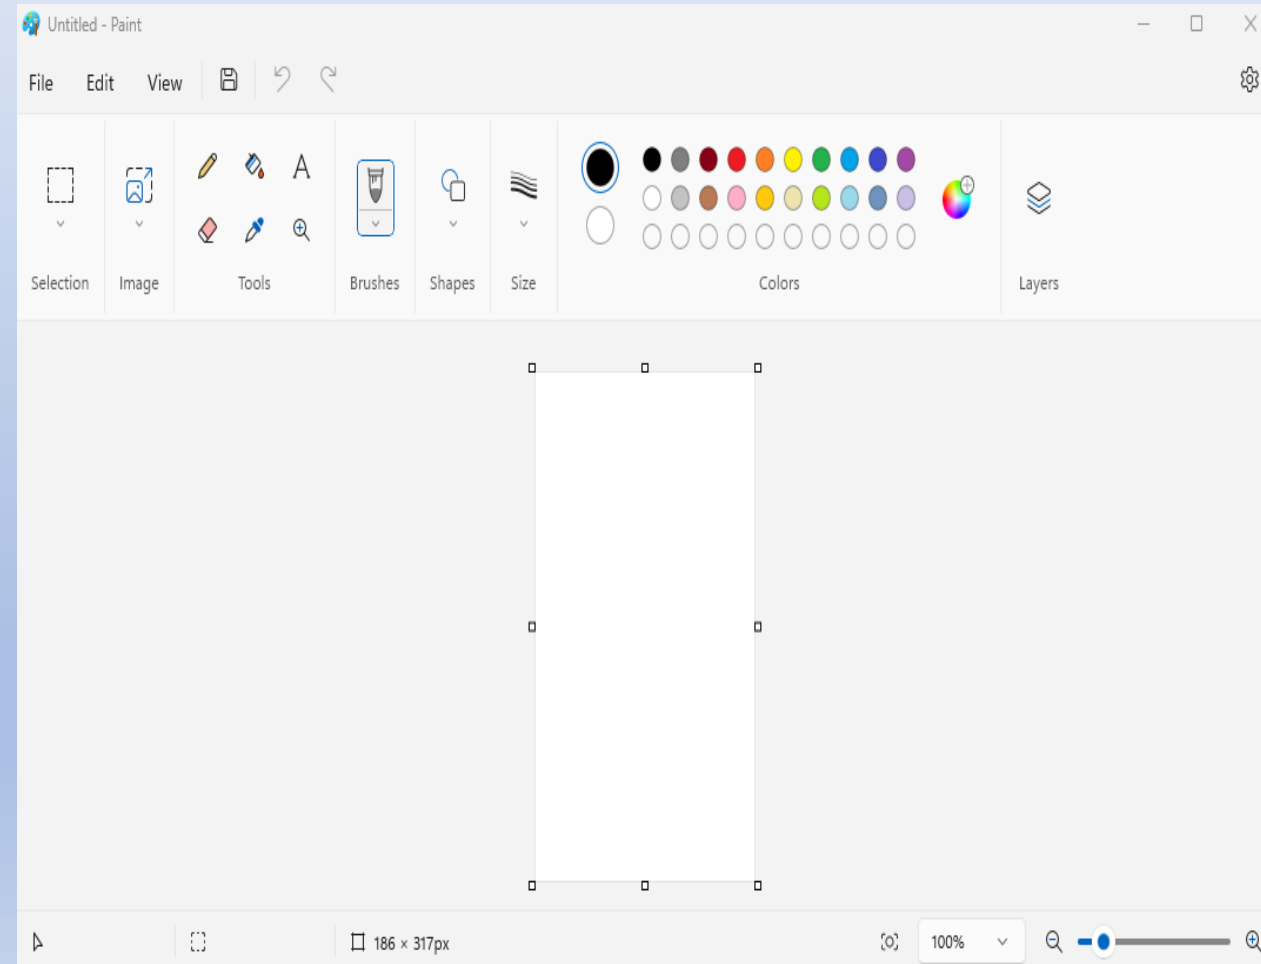 Untitled - Paint
File Edit View
Selection Image Tools Brushes Shapes Size Colors Layers
186 × 317px 100%